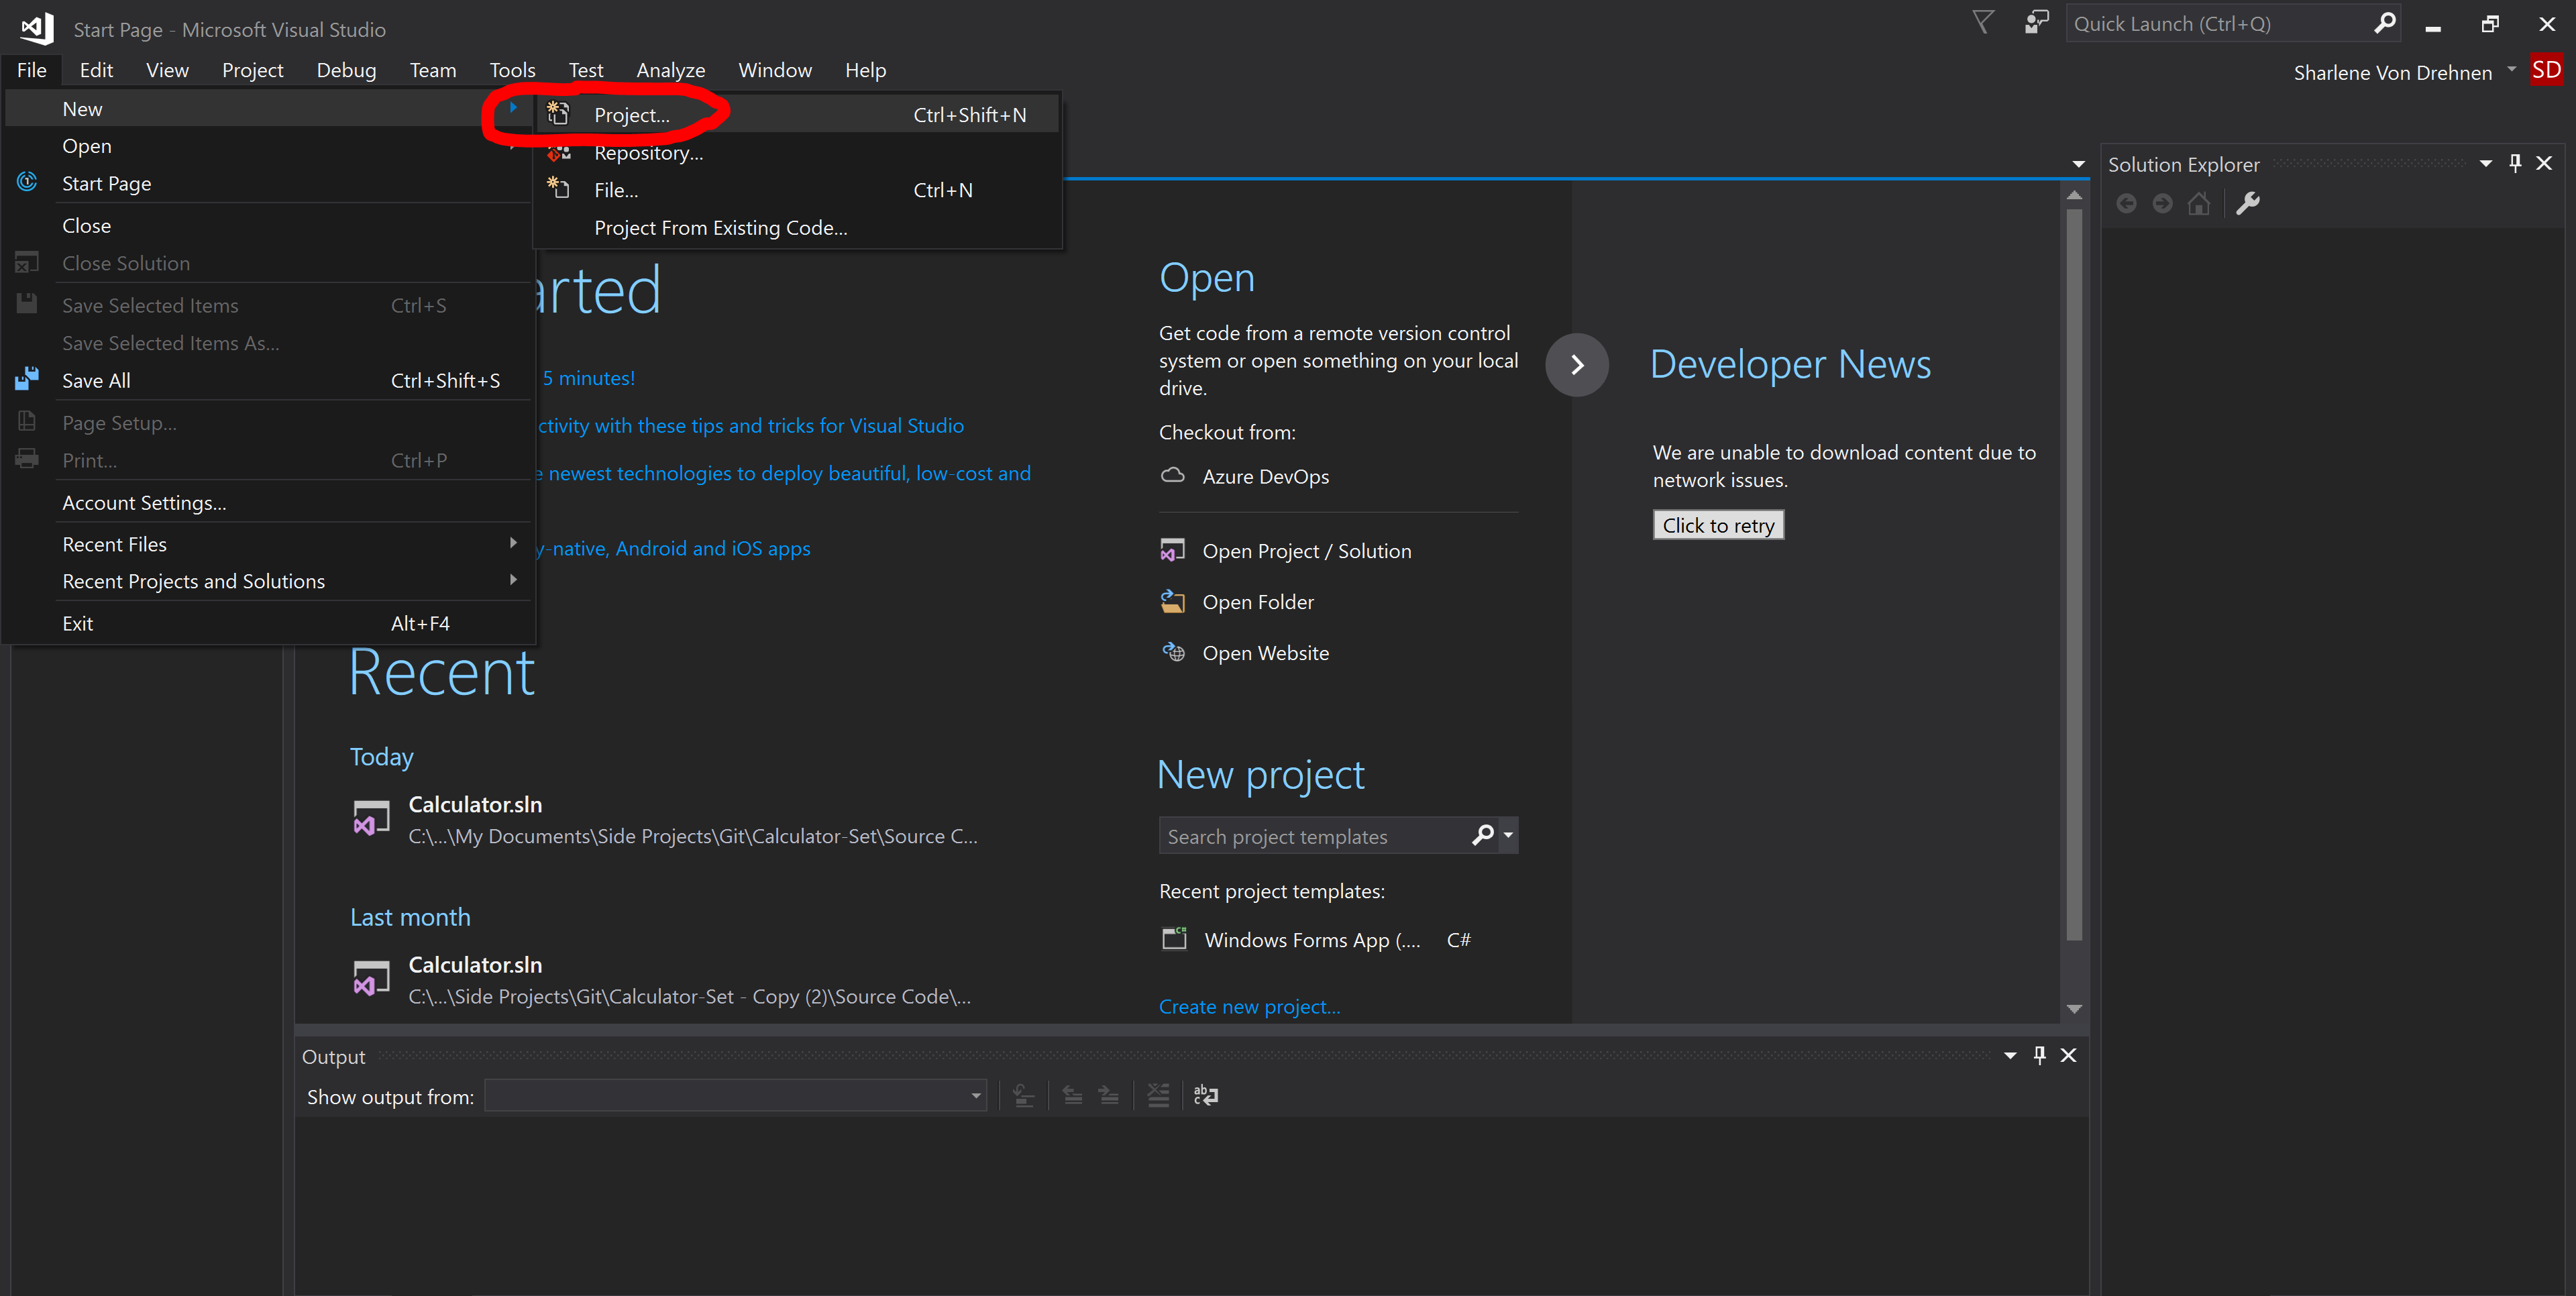 Start Page - Microsoft Visual Studio
Quick Launch (Ctrl+Q)
File Edit View Project Debug Team Tools Test Analyze Window Help
Sharlene Von Drehnen SD
New
Open
Start Page
Close
Close Solution
Save Selected Items Ctrl+S
Save Selected Items As...
Save All Ctrl+Shift+S
Page Setup...
Print... Ctrl+P
Account Settings...
Recent Files
Recent Projects and Solutions
Exit Alt+F4
Project... Ctrl+Shift+N
Repository...
File... Ctrl+N
Project From Existing Code...
arted
5 minutes!
ctivity with these tips and tricks for Visual Studio
e newest technologies to deploy beautiful, low-cost and
y-native, Android and iOS apps
Recent
Today
Calculator.sln
C:\...\My Documents\Side Projects\Git\Calculator-Set\Source C...
Last month
Calculator.sln
C:\...\Side Projects\Git\Calculator-Set - Copy (2)\Source Code\...
Open
Get code from a remote version control
system or open something on your local
drive.
Checkout from:
Azure DevOps
Open Project / Solution
Open Folder
Open Website
New project
Search project templates
Recent project templates:
Windows Forms App (.... C#
Create new project...
Developer News
We are unable to download content due to
network issues.
Click to retry
Solution Explorer
Output
Show output from: